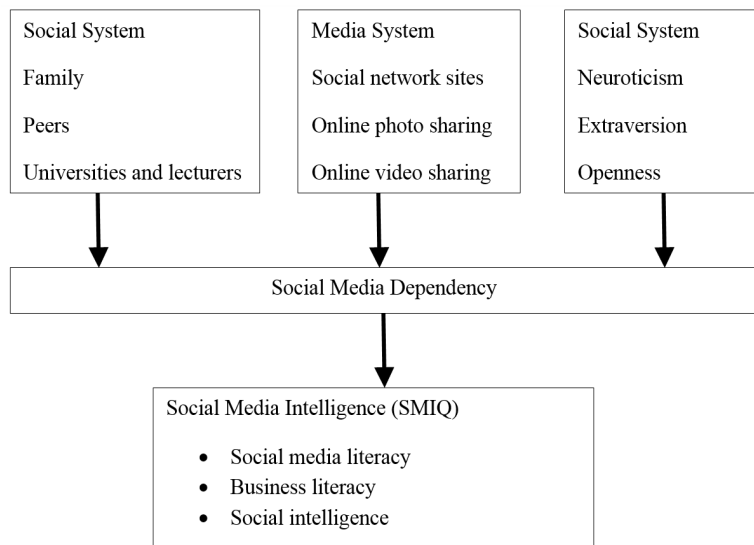 Social System
Family
Peers
Universities and lecturers
Media System
Social network sites
Online photo sharing
Online video sharing
Social System
Neuroticism
Extraversion
Openness
Social Media Dependency
Social Media Intelligence (SMIQ)
• Social media literacy
• Business literacy
• Social intelligence